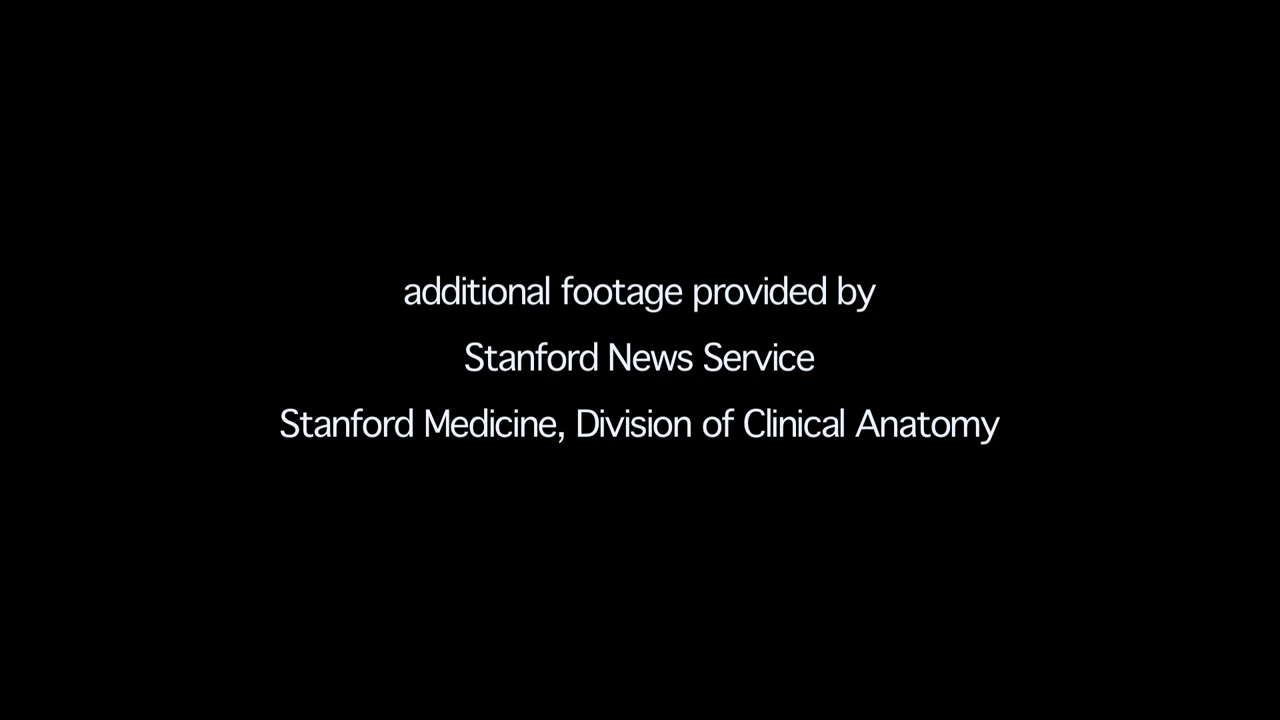 additional footage provided by
Stanford News Service
Stanford Medicine, Division of Clinical Anatomy